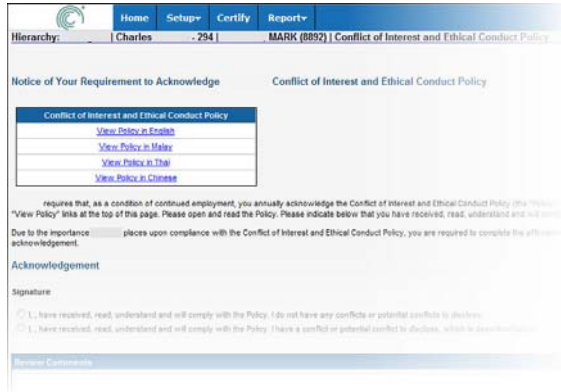 Home Setup▾ Certify Report▾
Hierarchy: | Charles - 294 | MARK (8892) | Conflict of Interest and Ethical Conduct Policy
Notice of Your Requirement to Acknowledge Conflict of Interest and Ethical Conduct Policy
Conflict of Interest and Ethical Conduct Policy
View Policy in English
View Policy in Malay
View Policy in Thai
View Policy in Chinese
requires that, as a condition of continued employment, you annually acknowledge the Conflict of Interest and Ethical Conduct Policy (the "Policy
"View Policy" links at the top of this page. Please open and read the Policy. Please indicate below that you have received, read, understand and will
Due to the importance places upon compliance with the Conflict of Interest and Ethical Conduct Policy, you are required to complete the
acknowledgement.
Acknowledgement
Signature
I, , have received, read, understand and will comply with the Policy. I do not have any conflicts or potential conflicts to disclose.
I, , have received, read, understand and will comply with the Policy. I have a conflict or potential conflict to disclose, which is
Review Comments